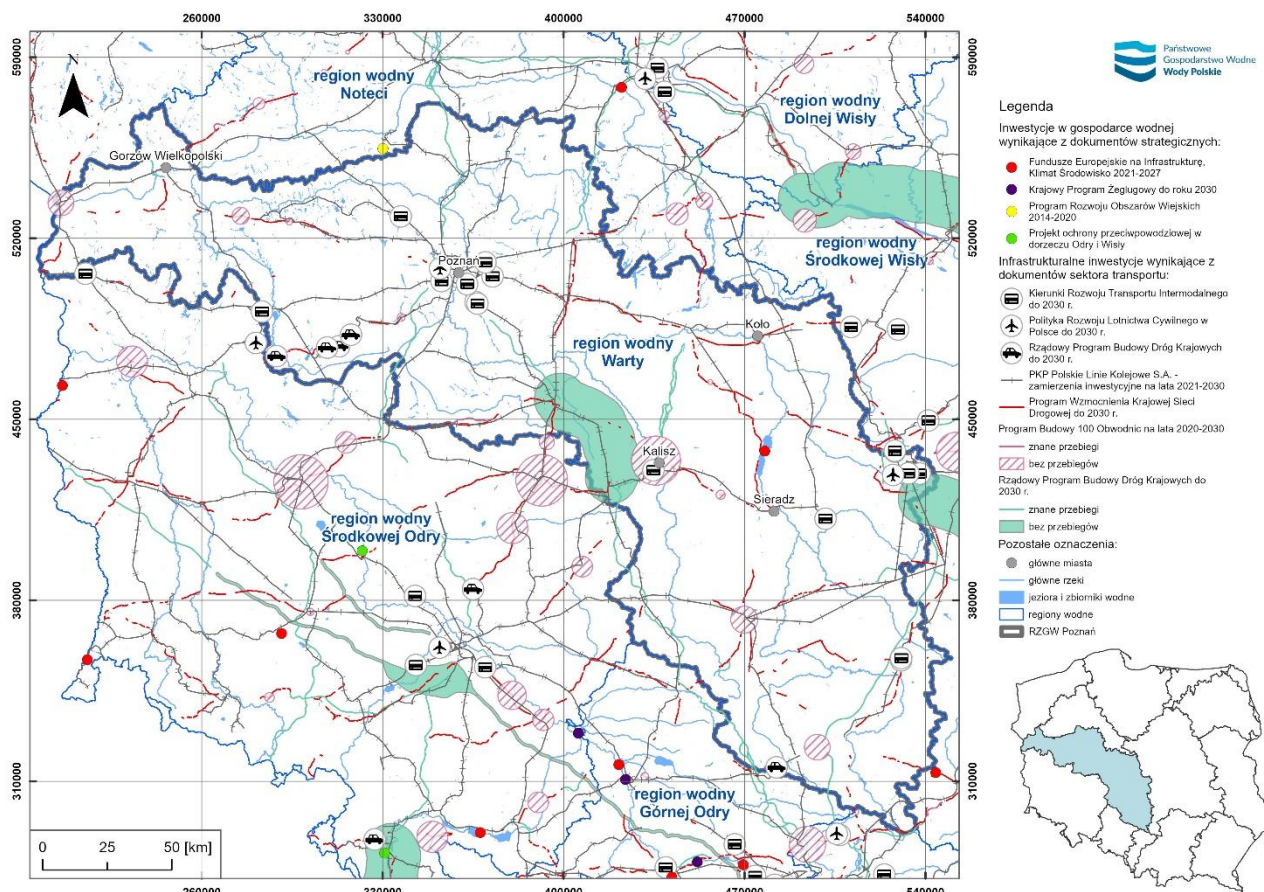 260000 330000 400000 470000 540000
590000 590000
520000 520000
450000 450000
380000 380000
310000 310000
260000 330000 400000 470000 540000
N
region wodny
Noteci
region wodny
Dolnej Wisły
Gorzów Wielkopolski
region wodny
Środkowej Wisły
Poznań
Koło
region wodny
Warty
Kalisz
Sieradz
region wodny
Środkowej Odry
region wodny
Górnej Odry
0 25 50 [km]
Państwowe
Gospodarstwo Wodne
Wody Polskie
Legenda
Inwestycje w gospodarce wodnej
wynikające z dokumentów strategicznych:
Fundusze Europejskie na Infrastrukturę,
Klimat Środowisko 2021-2027
Krajowy Program Żeglugowy do roku 2030
Program Rozwoju Obszarów Wiejskich
2014-2020
Projekt ochrony przeciwpowodziowej w
dorzeczu Odry i Wisły
Infrastrukturalne inwestycje wynikające z
dokumentów sektora transportu:
Kierunki Rozwoju Transportu Intermodalnego
do 2030 r.
Polityka Rozwoju Lotnictwa Cywilnego w
Polsce do 2030 r.
Rządowy Program Budowy Dróg Krajowych
do 2030 r.
PKP Polskie Linie Kolejowe S.A. -
zamierzenia inwestycyjne na lata 2021-2030
Program Wzmocnienia Krajowej Sieci
Drogowej do 2030 r.
Program Budowy 100 Obwodnic na lata 2020-2030
znane przebiegi
bez przebiegów
Rządowy Program Budowy Dróg Krajowych do
2030 r.
znane przebiegi
bez przebiegów
Pozostałe oznaczenia:
główne miasta
główne rzeki
jeziora i zbiorniki wodne
regiony wodne
RZGW Poznań